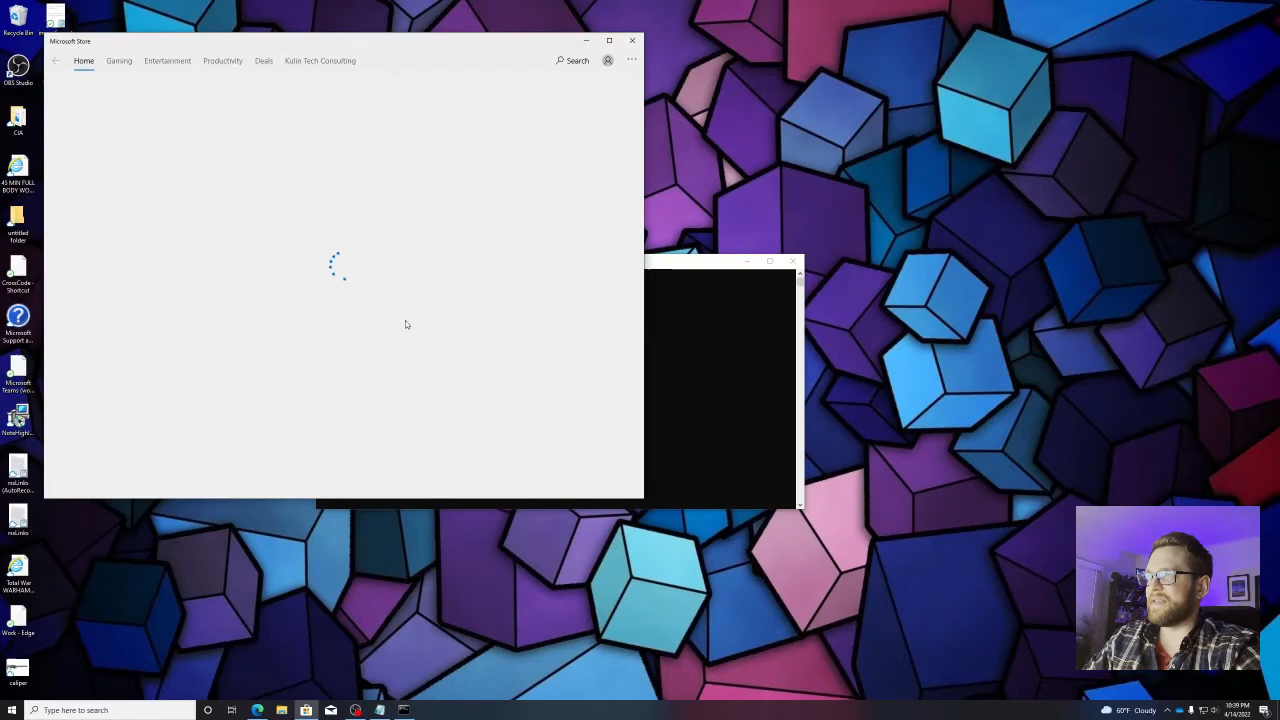 Recycle Bin
OBS Studio
CIA
45 MIN FULL
BODY WO...
untitled
folder
CrossCode -
Shortcut
Microsoft
Support a...
Microsoft
Teams (wo...
NoteHighl...
rssLinks
(AutoReco...
rssLinks
Total War
WARHAM...
Work - Edge
caliper
Microsoft Store
Home Gaming Entertainment Productivity Deals Kulin Tech Consulting
Search
Type here to search
60°F Cloudy
10:39 PM
4/14/2022